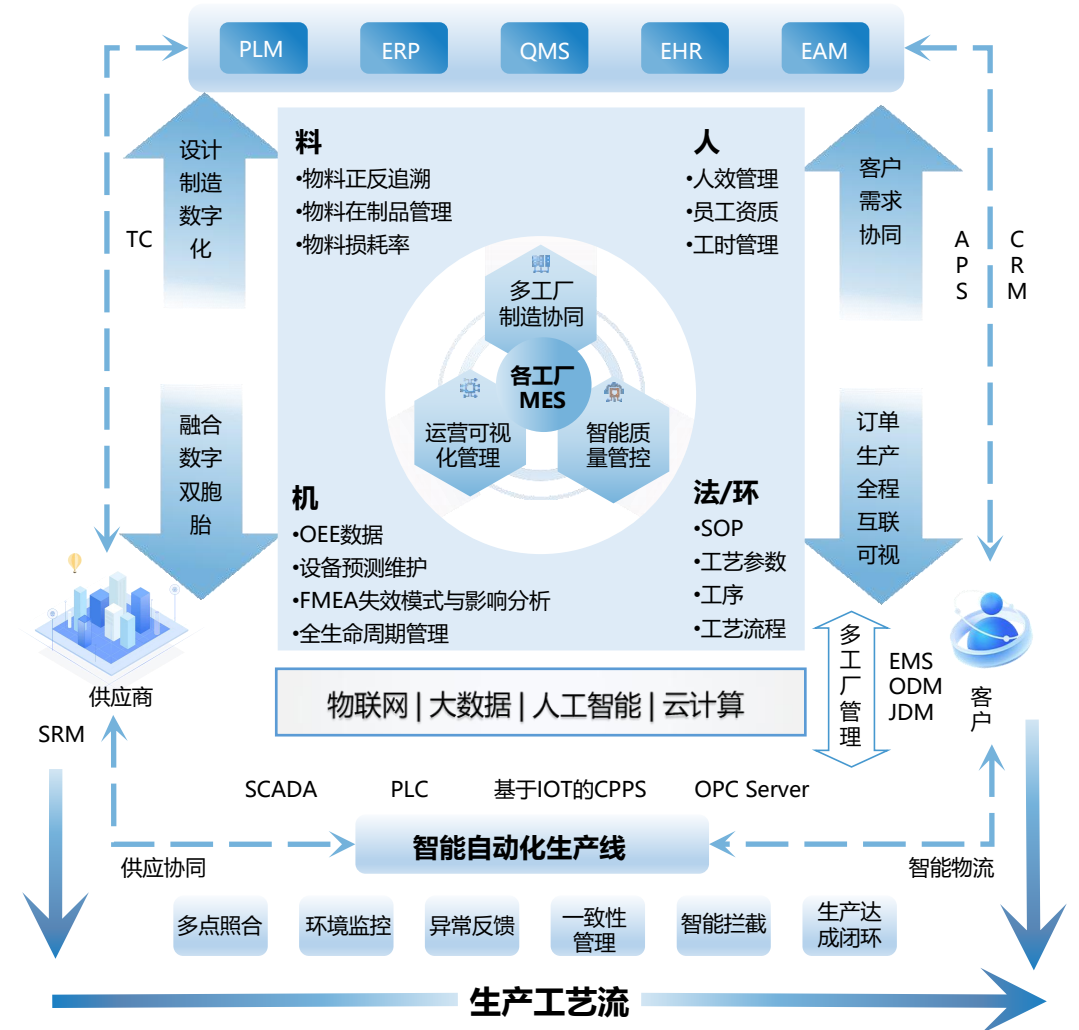 PLM
ERP
QMS
EHR
EAM
设计
制造
数字
化
TC
融合
数字
双胞
胎
料
•物料正反追溯
•物料在制品管理
•物料损耗率
人
•人效管理
•员工资质
•工时管理
多工厂
制造协同
各工厂
MES
运营可视
化管理
智能质
量管控
机
•OEE数据
•设备预测维护
•FMEA失效模式与影响分析
•全生命周期管理
法/环
•SOP
•工艺参数
•工序
•工艺流程
客户
需求
协同
APS
CRM
订单
生产
全程
互联
可视
供应商
SRM
物联网 | 大数据 | 人工智能 | 云计算
多工厂管理
EMS
ODM
JDM
客户
SCADA
PLC
基于IOT的CPPS
OPC Server
智能自动化生产线
供应协同
智能物流
多点照合
环境监控
异常反馈
一致性
管理
智能拦截
生产达
成闭环
生产工艺流